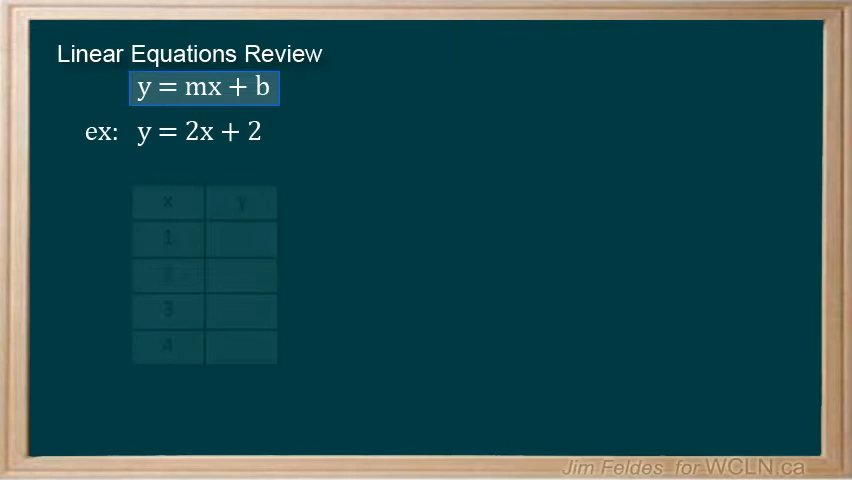 Linear Equations Review
y = mx + b
ex: y = 2x + 2
x y
1
2
3
4
Jim Feldes for WCLN.ca